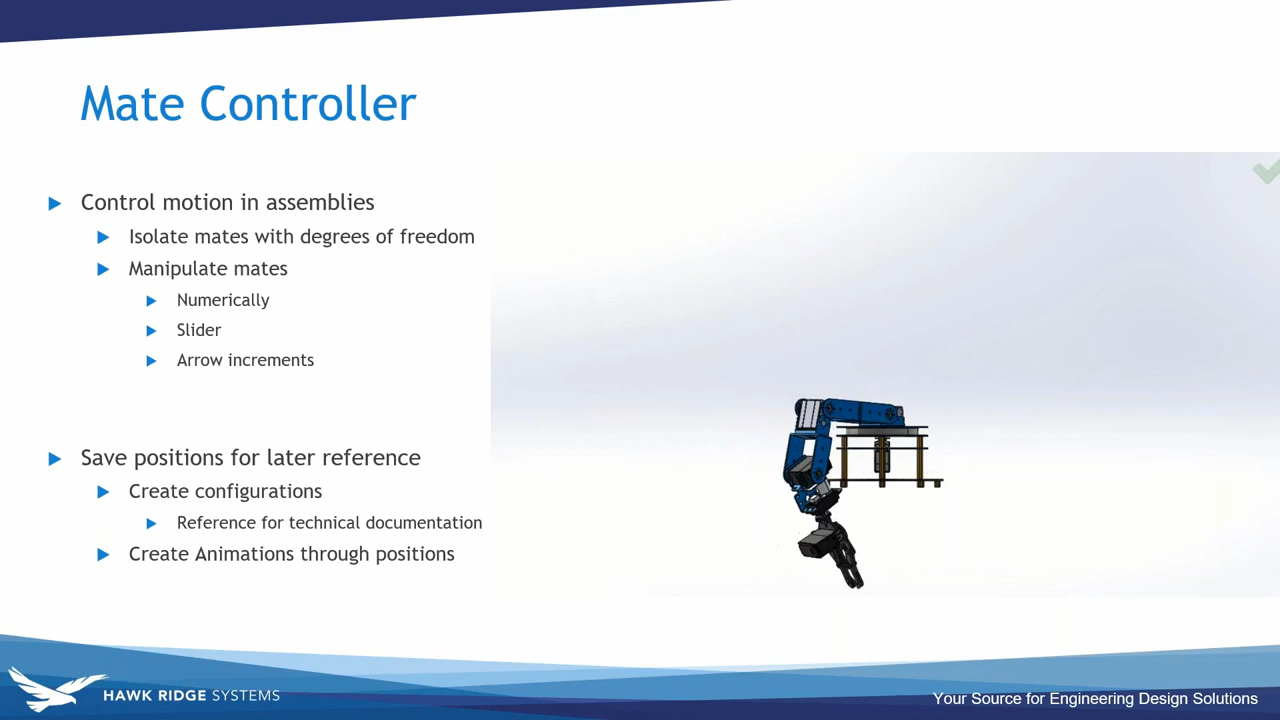 Mate Controller
Control motion in assemblies
Isolate mates with degrees of freedom
Manipulate mates
Numerically
Slider
Arrow increments
Save positions for later reference
Create configurations
Reference for technical documentation
Create Animations through positions
HAWK RIDGE SYSTEMS
Your Source for Engineering Design Solutions